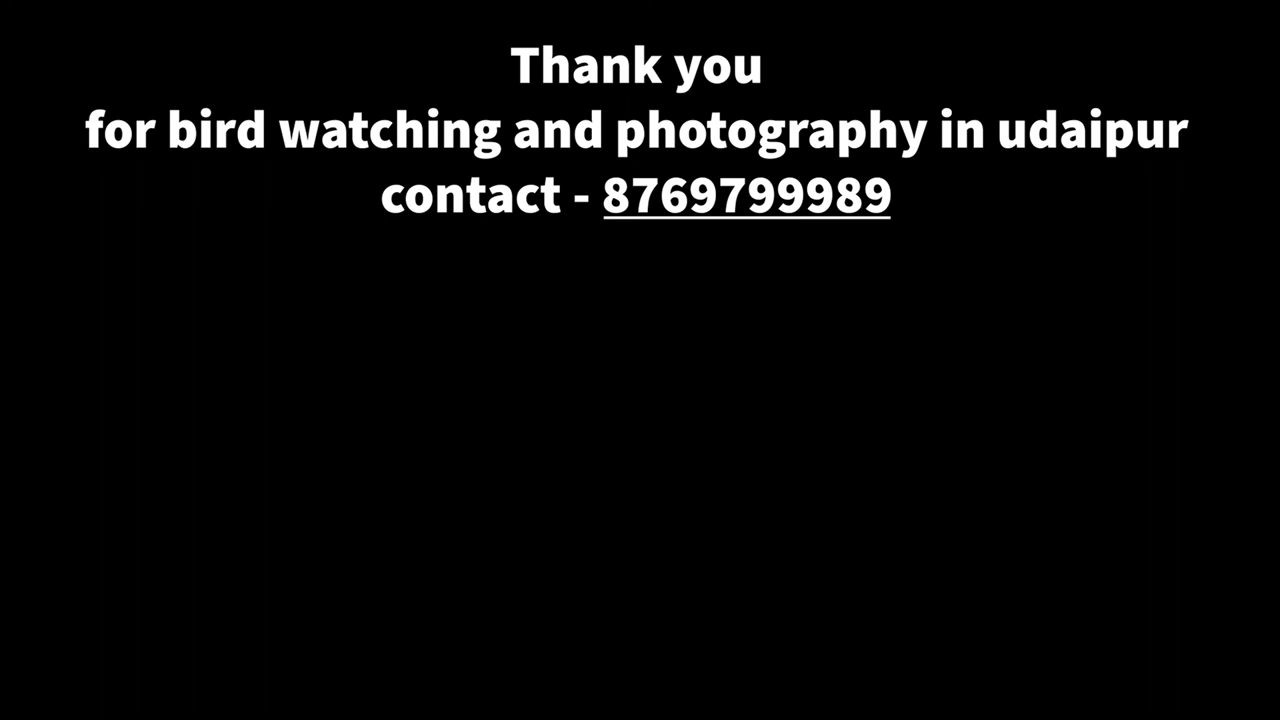 Thank you
for bird watching and photography in udaipur
contact - 8769799989